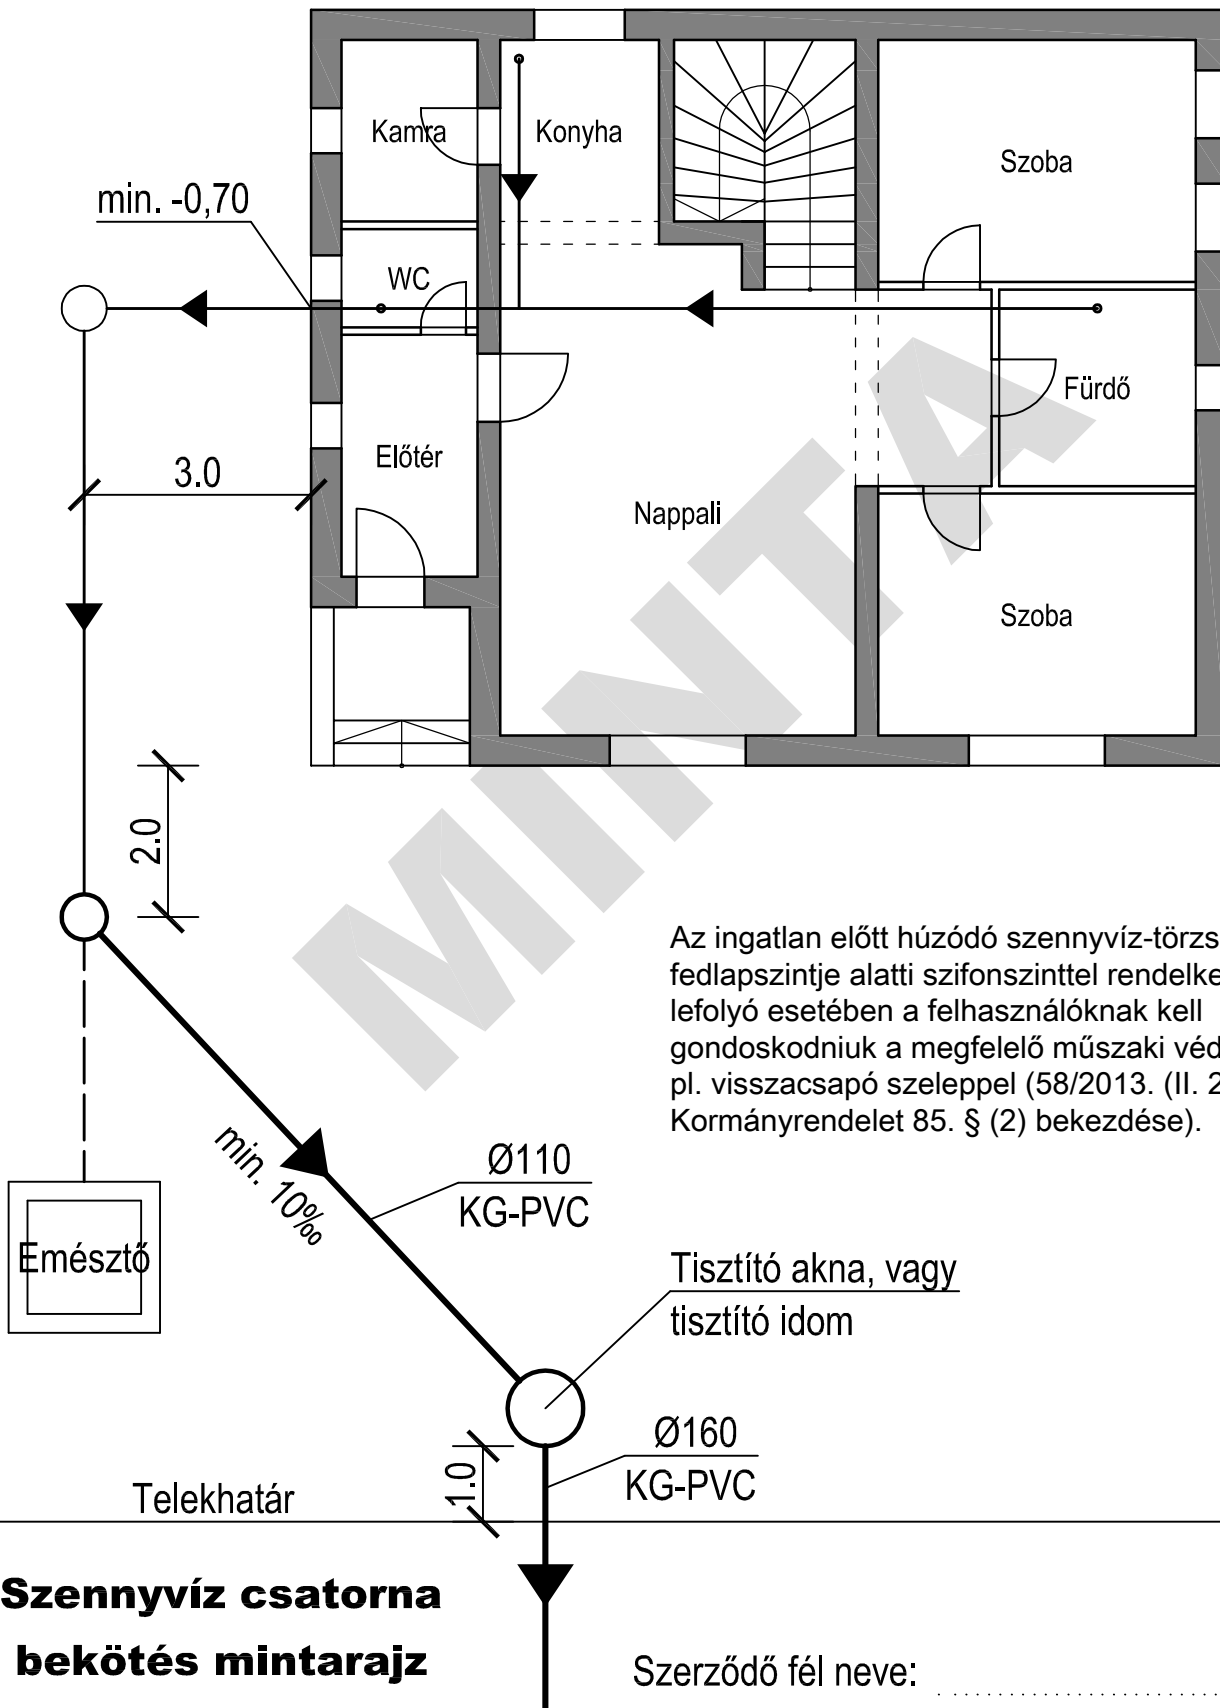 Kamra
Konyha
Szoba
min. -0,70
WC
Fürdő
3.0
Előtér
Nappali
Szoba
MINTA
2.0
Az ingatlan előtt húzódó szennyvíz-törzs
fedlapszintje alatti szifonszinttel rendelke
lefolyó esetében a felhasználóknak kell
gondoskodniuk a megfelelő műszaki véd
pl. visszacsapó szeleppel (58/2013. (II. 2
Kormányrendelet 85. § (2) bekezdése).
min. 10‰
Ø110
KG-PVC
Emésztő
Tisztító akna, vagy
tisztító idom
Ø160
KG-PVC
1.0
Telekhatár
Szennyvíz csatorna
bekötés mintarajz
Szerződő fél neve: